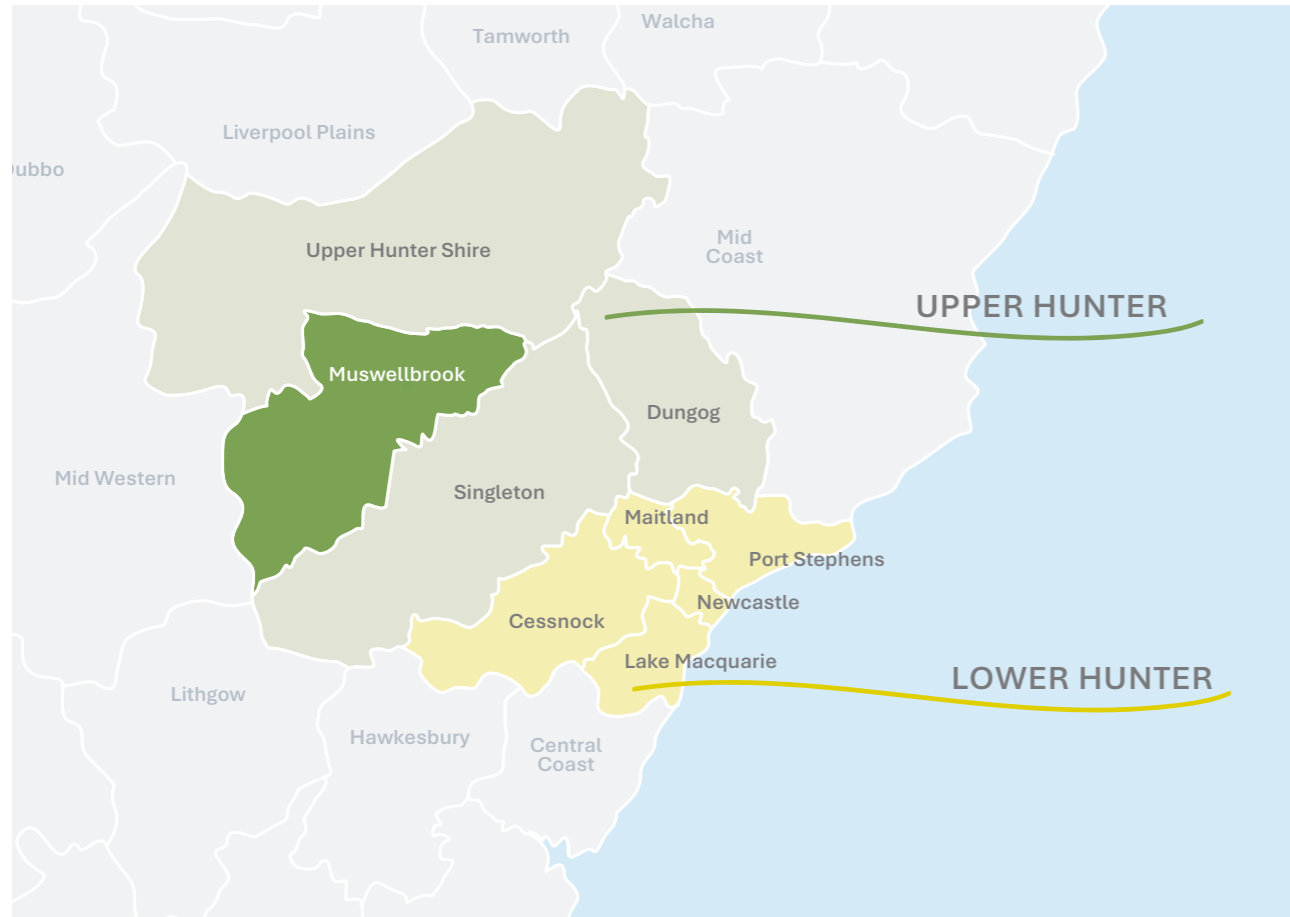 Walcha
Tamworth
Liverpool Plains
ubbo
Mid
Coast
Upper Hunter Shire
UPPER HUNTER
Muswellbrook
Dungog
Mid Western
Singleton
Maitland
Port Stephens
Newcastle
Cessnock
Lake Macquarie
LOWER HUNTER
Lithgow
Hawkesbury
Central
Coast